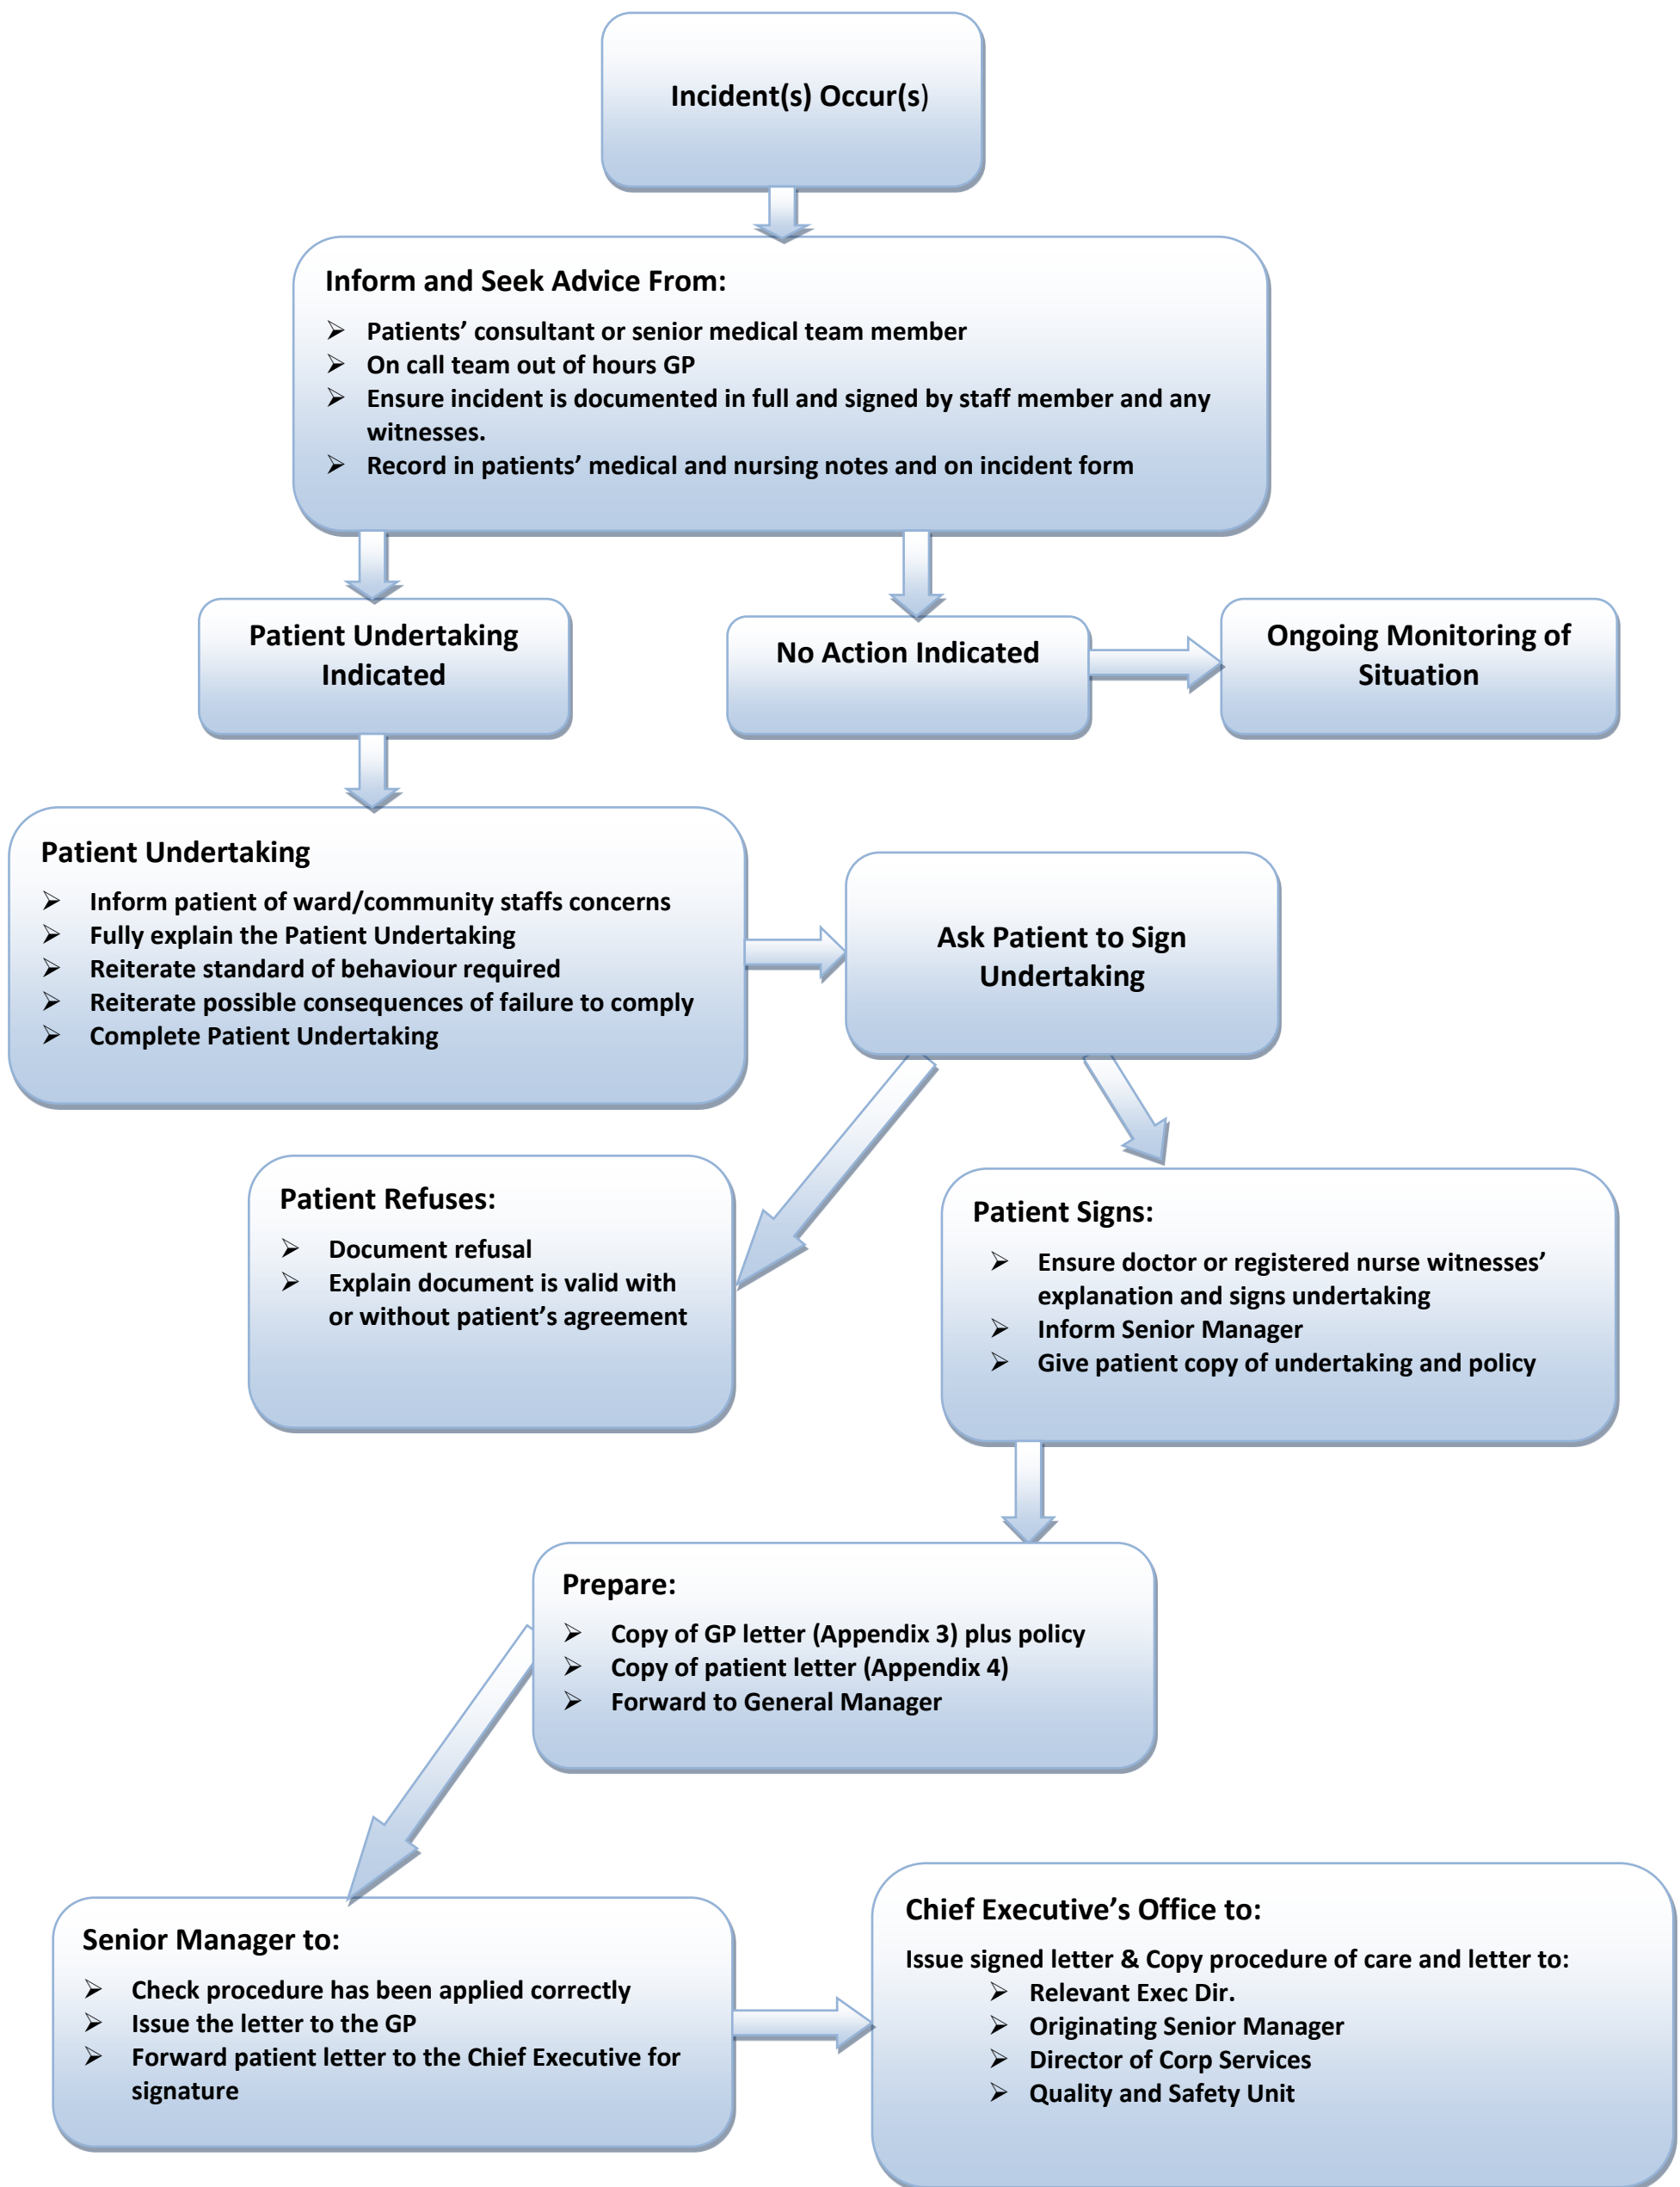 Incident(s) Occur(s)
Inform and Seek Advice From:
➢ Patients’ consultant or senior medical team member
➢ On call team out of hours GP
➢ Ensure incident is documented in full and signed by staff member and any
witnesses.
➢ Record in patients’ medical and nursing notes and on incident form
Patient Undertaking
Indicated
No Action Indicated
Ongoing Monitoring of
Situation
Patient Undertaking
➢ Inform patient of ward/community staffs concerns
➢ Fully explain the Patient Undertaking
➢ Reiterate standard of behaviour required
➢ Reiterate possible consequences of failure to comply
➢ Complete Patient Undertaking
Ask Patient to Sign
Undertaking
Patient Refuses:
➢ Document refusal
➢ Explain document is valid with
or without patient’s agreement
Patient Signs:
➢ Ensure doctor or registered nurse witnesses’
explanation and signs undertaking
➢ Inform Senior Manager
➢ Give patient copy of undertaking and policy
Prepare:
➢ Copy of GP letter (Appendix 3) plus policy
➢ Copy of patient letter (Appendix 4)
➢ Forward to General Manager
Senior Manager to:
➢ Check procedure has been applied correctly
➢ Issue the letter to the GP
➢ Forward patient letter to the Chief Executive for
signature
Chief Executive’s Office to:
Issue signed letter & Copy procedure of care and letter to:
➢ Relevant Exec Dir.
➢ Originating Senior Manager
➢ Director of Corp Services
➢ Quality and Safety Unit